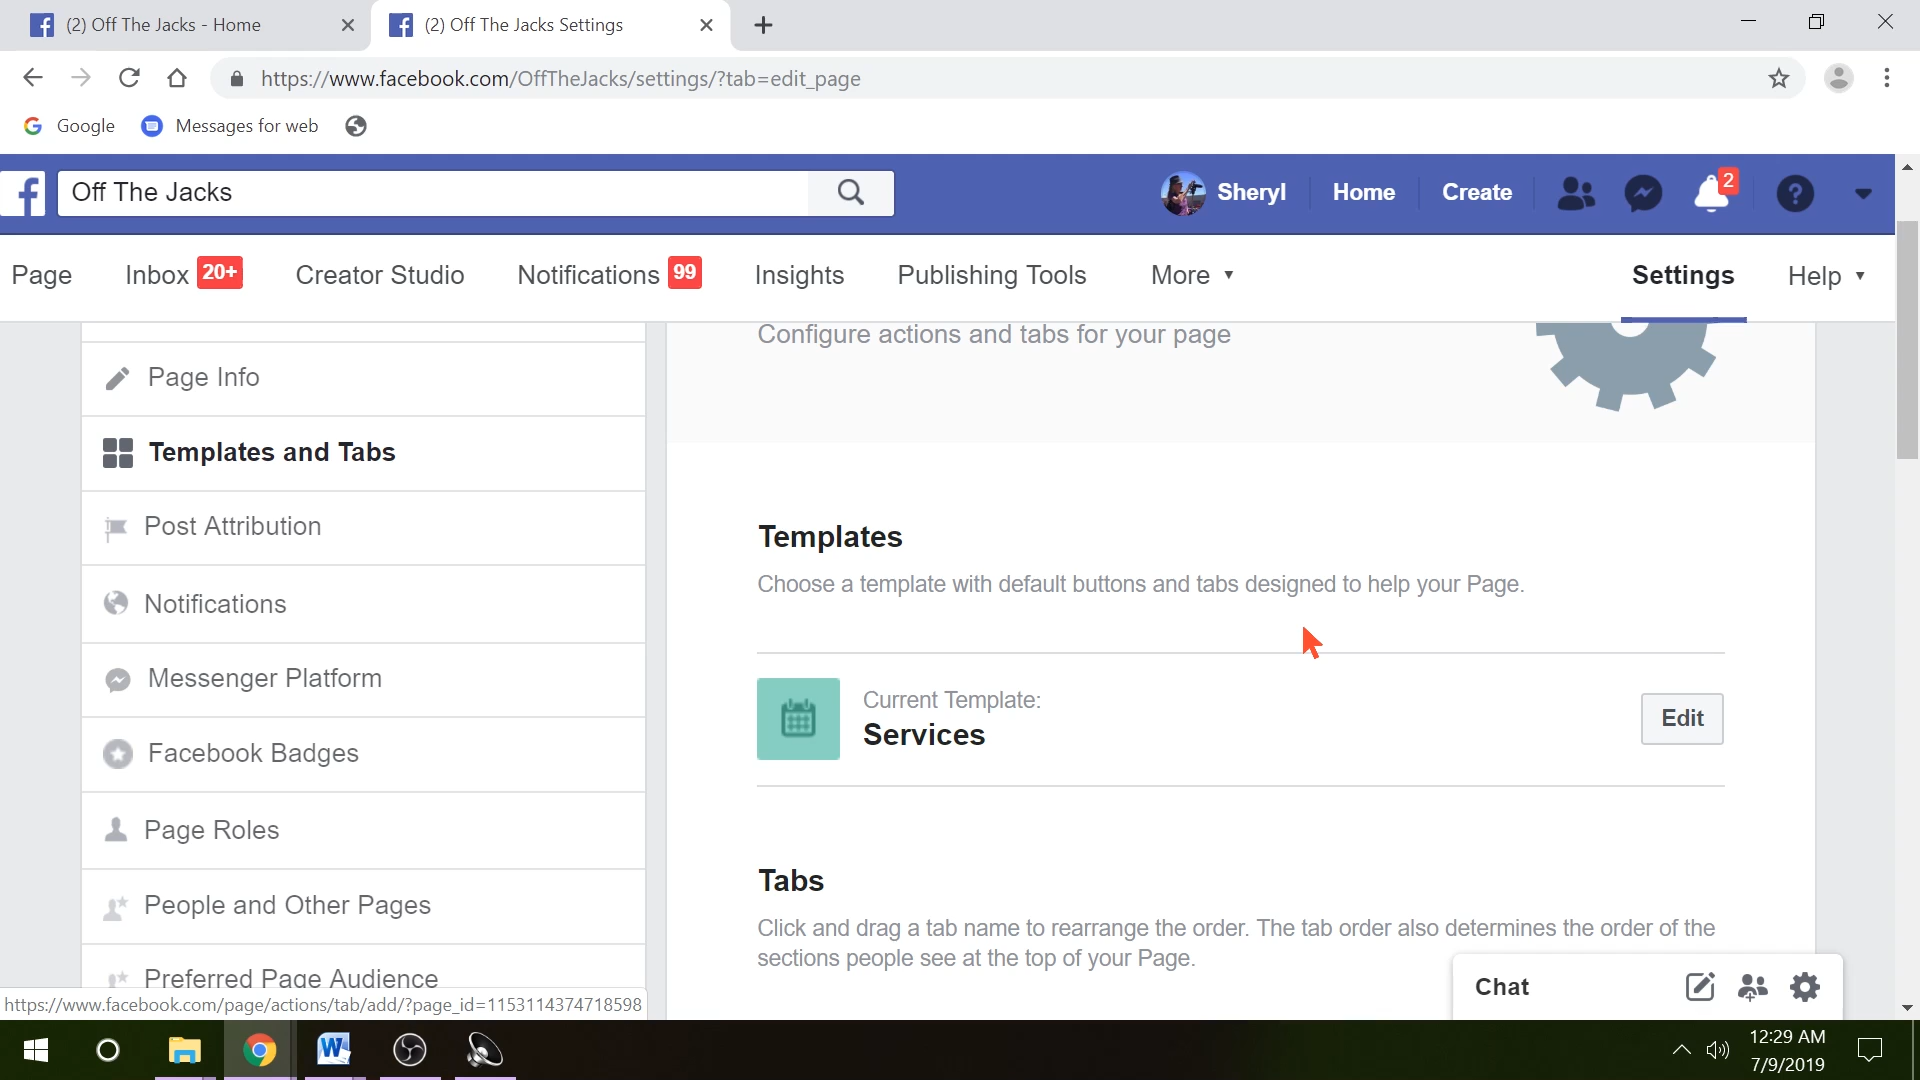 (2) Off The Jacks - Home
(2) Off The Jacks Settings
https://www.facebook.com/OffTheJacks/settings/?tab=edit_page
Google
Messages for web
Off The Jacks
Sheryl
Home
Create
2
Page
Inbox 20+
Creator Studio
Notifications 99
Insights
Publishing Tools
More
Settings
Help
Configure actions and tabs for your page
Page Info
Templates and Tabs
Post Attribution
Notifications
Messenger Platform
Facebook Badges
Page Roles
People and Other Pages
Preferred Page Audience
Templates
Choose a template with default buttons and tabs designed to help your Page.
Current Template:
Services
Edit
Tabs
Click and drag a tab name to rearrange the order. The tab order also determines the order of the
sections people see at the top of your Page.
Chat
https://www.facebook.com/page/actions/tab/add/?page_id=1153114374718598
12:29 AM
7/9/2019